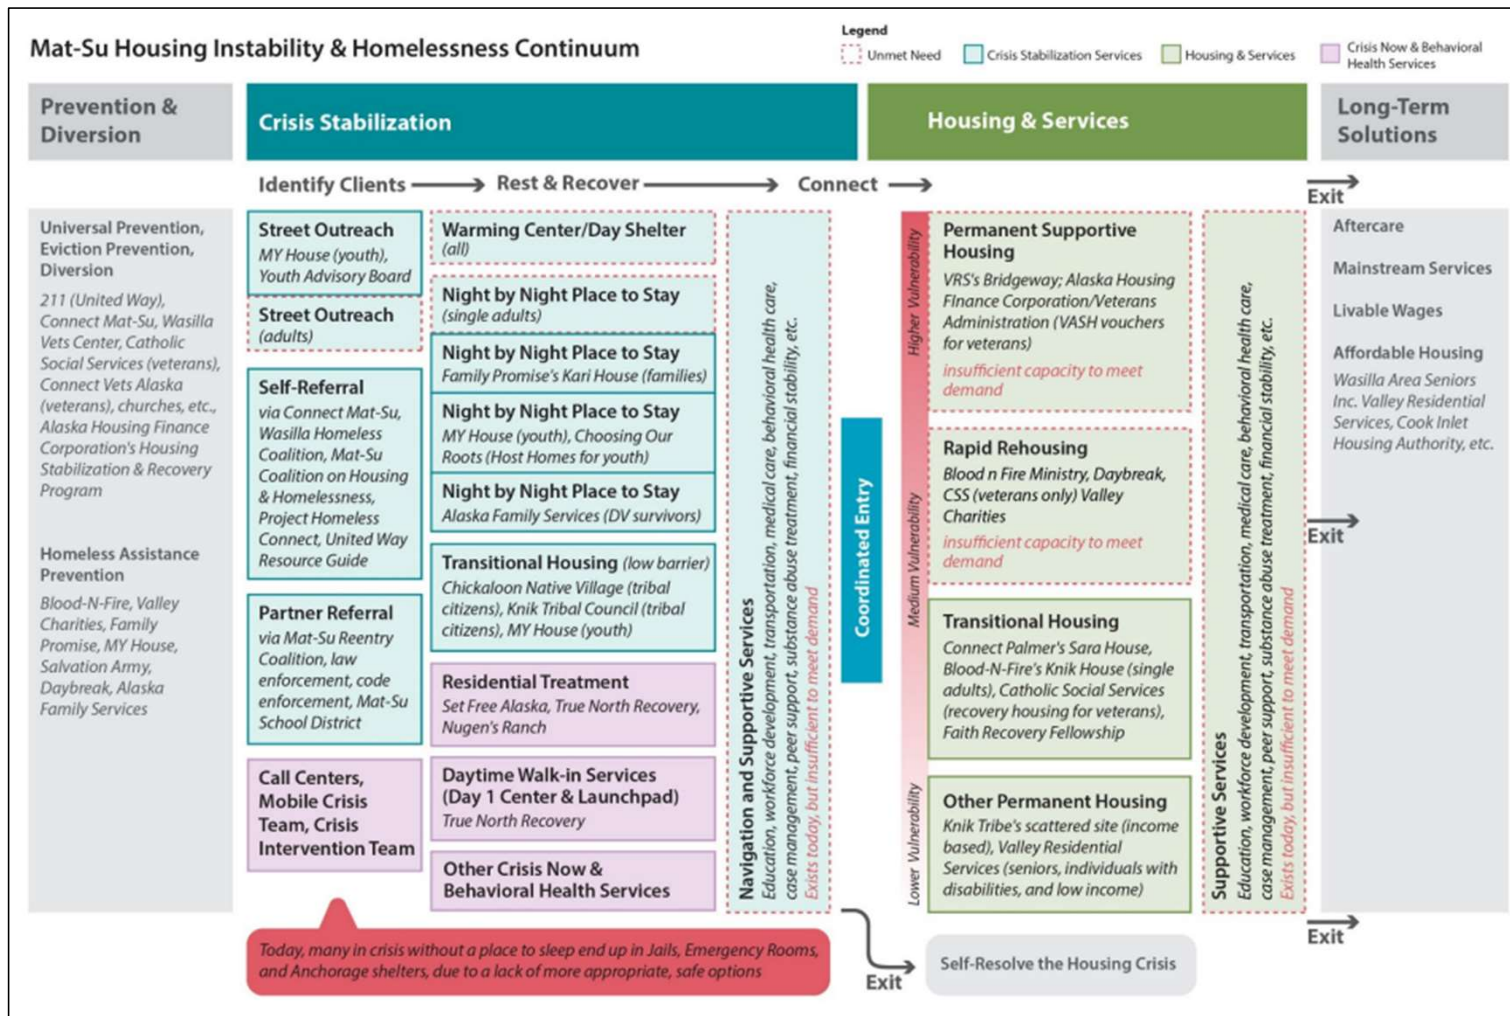 Mat-Su Housing Instability & Homelessness Continuum
Legend
Unmet Need
Crisis Stabilization Services
Housing & Services
Crisis Now & Behavioral
Health Services
Prevention &
Diversion
Crisis Stabilization
Housing & Services
Long-Term
Solutions
Identify Clients
Rest & Recover
Connect
Exit
Universal Prevention,
Eviction Prevention,
Diversion
211 (United Way),
Connect Mat-Su, Wasilla
Vets Center, Catholic
Social Services (veterans),
Connect Vets Alaska
(veterans), churches, etc.,
Alaska Housing Finance
Corporation's Housing
Stabilization & Recovery
Program
Homeless Assistance
Prevention
Blood-N-Fire, Valley
Charities, Family
Promise, MY House,
Salvation Army,
Daybreak, Alaska
Family Services
Street Outreach
MY House (youth),
Youth Advisory Board
Street Outreach
(adults)
Self-Referral
via Connect Mat-Su,
Wasilla Homeless
Coalition, Mat-Su
Coalition on Housing
& Homelessness,
Project Homeless
Connect, United Way
Resource Guide
Partner Referral
via Mat-Su Reentry
Coalition, law
enforcement, code
enforcement, Mat-Su
School District
Call Centers,
Mobile Crisis
Team, Crisis
Intervention Team
Warming Center/Day Shelter
(all)
Night by Night Place to Stay
(single adults)
Night by Night Place to Stay
Family Promise's Kari House (families)
Night by Night Place to Stay
MY House (youth), Choosing Our
Roots (Host Homes for youth)
Night by Night Place to Stay
Alaska Family Services (DV survivors)
Transitional Housing (low barrier)
Chickaloon Native Village (tribal
citizens), Knik Tribal Council (tribal
citizens), MY House (youth)
Residential Treatment
Set Free Alaska, True North Recovery,
Nugen's Ranch
Daytime Walk-in Services
(Day 1 Center & Launchpad)
True North Recovery
Other Crisis Now &
Behavioral Health Services
Navigation and Supportive Services
Education, workforce development, transportation, medical care, behavioral health care,
case management, peer support, substance abuse treatment, financial stability, etc.
Exists today, but insufficient to meet demand
Coordinated Entry
Higher Vulnerability
Medium Vulnerability
Lower Vulnerability
Permanent Supportive
Housing
VRS's Bridgeway; Alaska Housing
FInance Corporation/Veterans
Administration (VASH vouchers
for veterans)
insufficient capacity to meet
demand
Rapid Rehousing
Blood n Fire Ministry, Daybreak,
CSS (veterans only) Valley
Charities
insufficient capacity to meet
demand
Transitional Housing
Connect Palmer's Sara House,
Blood-N-Fire's Knik House (single
adults), Catholic Social Services
(recovery housing for veterans),
Faith Recovery Fellowship
Other Permanent Housing
Knik Tribe's scattered site (income
based), Valley Residential
Services (seniors, individuals with
disabilities, and low income)
Supportive Services
Education, workforce development, transportation, medical care, behavioral health care,
case management, peer support, substance abuse treatment, financial stability, etc.
Exists today, but insufficient to meet demand
Aftercare
Mainstream Services
Livable Wages
Affordable Housing
Wasilla Area Seniors
Inc. Valley Residential
Services, Cook Inlet
Housing Authority, etc.
Exit
Exit
Today, many in crisis without a place to sleep end up in Jails, Emergency Rooms,
and Anchorage shelters, due to a lack of more appropriate, safe options
Exit
Self-Resolve the Housing Crisis